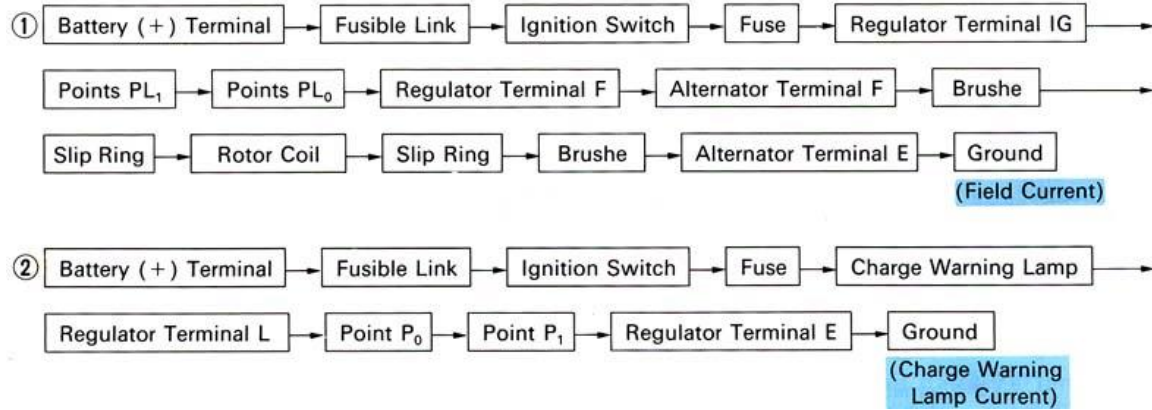 ① Battery (+) Terminal Fusible Link Ignition Switch Fuse Regulator Terminal IG
Points PL₁ Points PL₀ Regulator Terminal F Alternator Terminal F Brushe
Slip Ring Rotor Coil Slip Ring Brushe Alternator Terminal E Ground
(Field Current)
② Battery (+) Terminal Fusible Link Ignition Switch Fuse Charge Warning Lamp
Regulator Terminal L Point P₀ Point P₁ Regulator Terminal E Ground
(Charge Warning
Lamp Current)